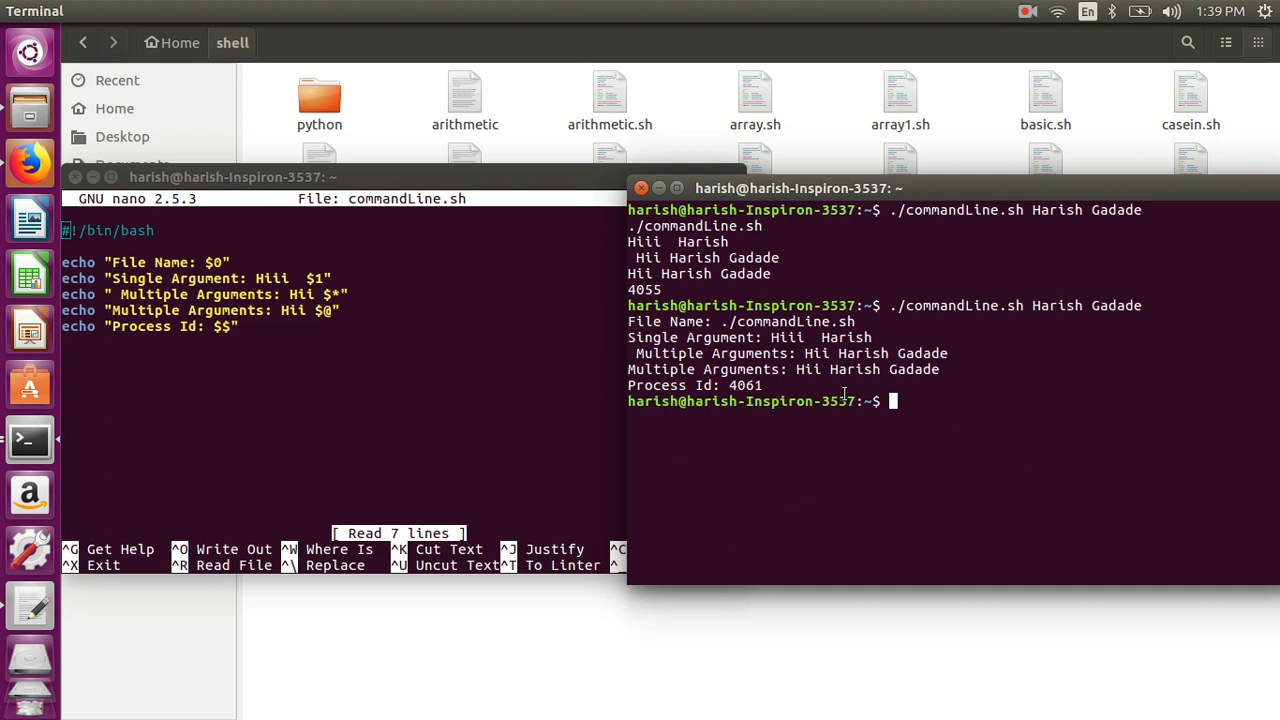 Terminal
En
1:39 PM
Home
shell
Recent
Home
Desktop
python
arithmetic
arithmetic.sh
array.sh
array1.sh
basic.sh
casein.sh
harish@harish-Inspiron-3537: ~
GNU nano 2.5.3 File: commandLine.sh
#!/bin/bash
echo "File Name: $0"
echo "Single Argument: Hiii  $1"
echo " Multiple Arguments: Hii $*"
echo "Multiple Arguments: Hii $@"
echo "Process Id: $$"
[ Read 7 lines ]
^G Get Help ^O Write Out ^W Where Is ^K Cut Text ^J Justify ^C
^X Exit ^R Read File ^\ Replace ^U Uncut Text ^T To Linter ^_
harish@harish-Inspiron-3537: ~
harish@harish-Inspiron-3537:~$ ./commandLine.sh Harish Gadade
./commandLine.sh
Hiii  Harish
 Hii Harish Gadade
Hii Harish Gadade
4055
harish@harish-Inspiron-3537:~$ ./commandLine.sh Harish Gadade
File Name: ./commandLine.sh
Single Argument: Hiii  Harish
 Multiple Arguments: Hii Harish Gadade
Multiple Arguments: Hii Harish Gadade
Process Id: 4061
harish@harish-Inspiron-3537:~$